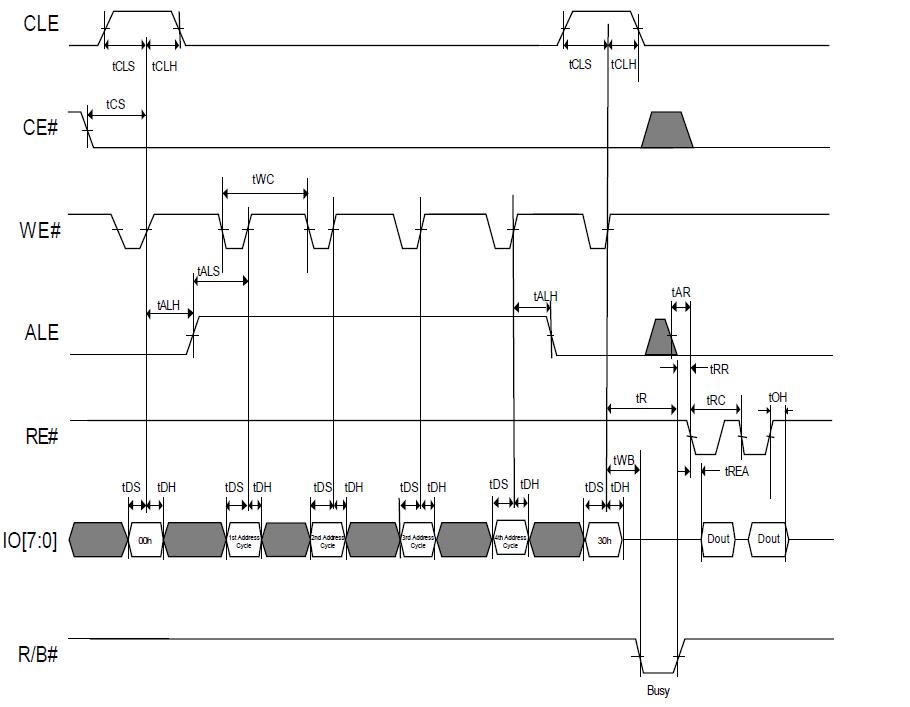 CLE
tCLS tCLH tCLS tCLH
tCS
CE#
tWC
WE#
tALS
tALH tALH tAR
ALE
tRR
tR tRC tOH
RE#
tWB tREA
tDS tDH tDS tDH tDS tDH tDS tDH tDS tDH tDS tDH
IO[7:0] 00h 1st Address 2nd Address 3rd Address 4th Address 30h Dout Dout
Cycle Cycle Cycle Cycle
R/B#
Busy